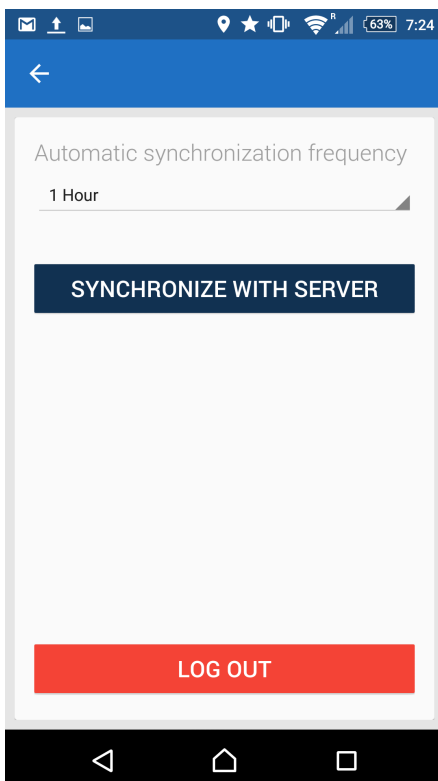 R
63% 7:24
Automatic synchronization frequency
1 Hour
SYNCHRONIZE WITH SERVER
LOG OUT